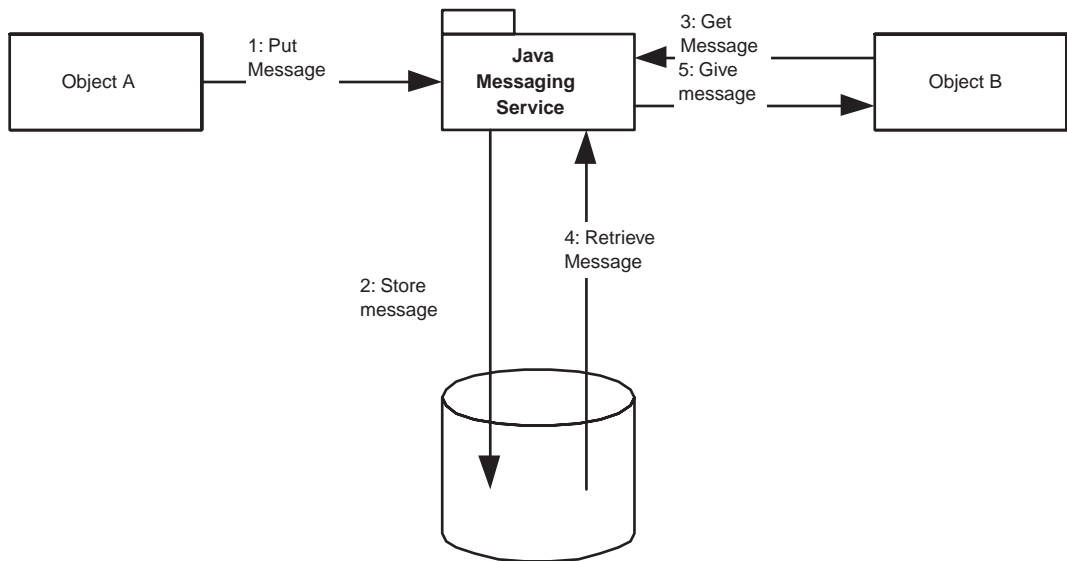 Object A
1: Put
Message
Java
Messaging
Service
3: Get
Message
5: Give
message
Object B
2: Store
message
4: Retrieve
Message